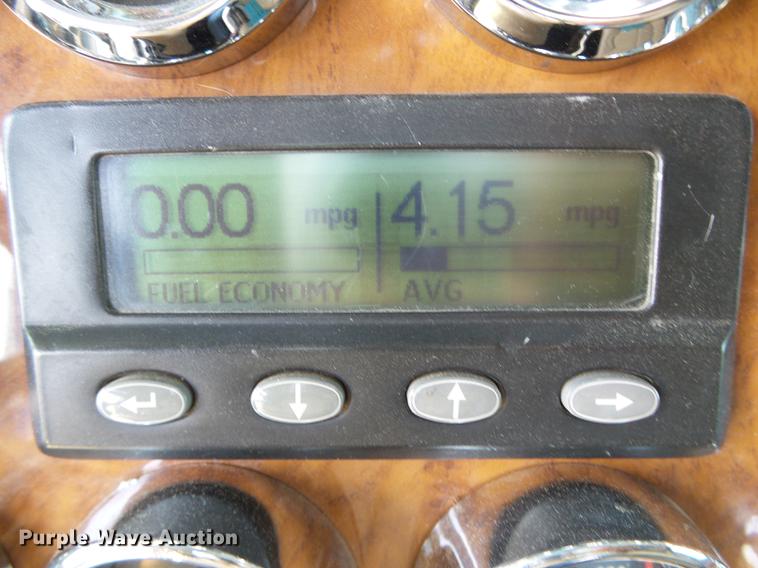 0.00 mpg 4.15 mpg
FUEL ECONOMY AVG
Purple Wave Auction